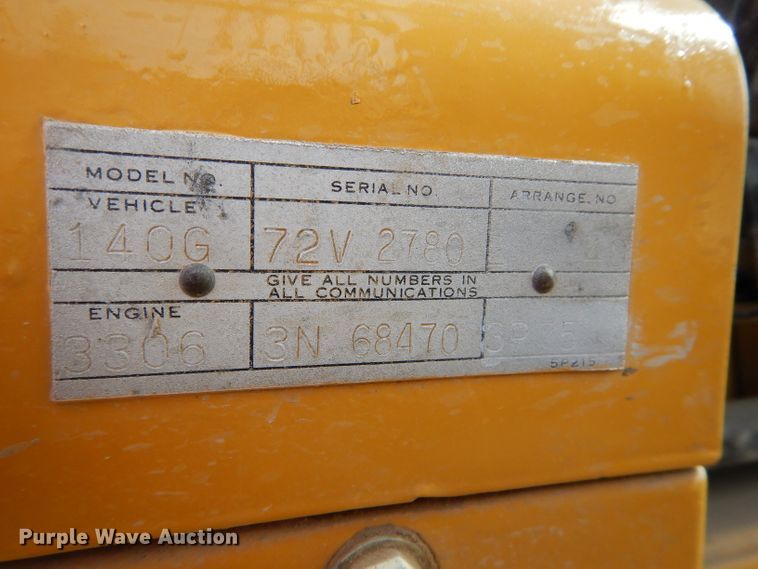 MODEL NO. SERIAL NO. ARRANGE. NO
VEHICLE
140G 72V 2780
GIVE ALL NUMBERS IN
ALL COMMUNICATIONS
ENGINE
3306 3N 68470
5P215
Purple Wave Auction